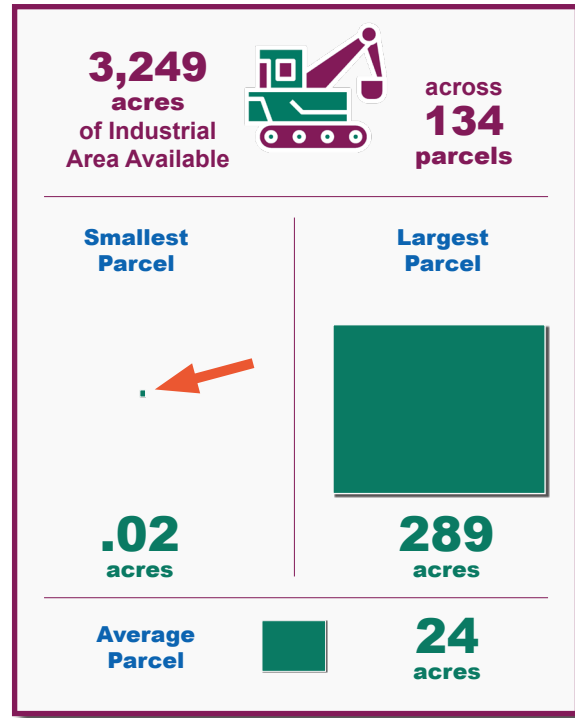 3,249
acres
of Industrial
Area Available
across
134
parcels
Smallest
Parcel
.02
acres
Largest
Parcel
289
acres
Average
Parcel
24
acres